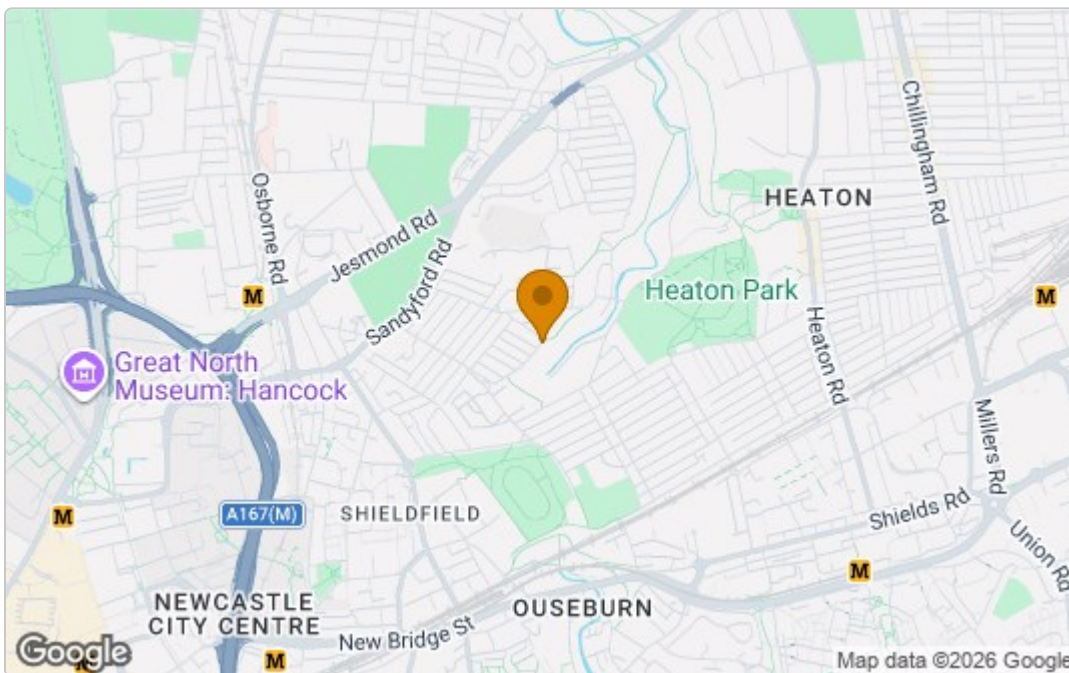 Chillingham Rd
Osborne Rd
HEATON
Jesmond Rd
Sandyford Rd
M
Heaton Park
M
Great North
Museum: Hancock
Heaton Rd
Millers Rd
A167(M)
SHIELDFIELD
M
Shields Rd
Union Rd
M
NEWCASTLE
CITY CENTRE
OUSEBURN
New Bridge St
M
M
Google
Map data ©2026 Google